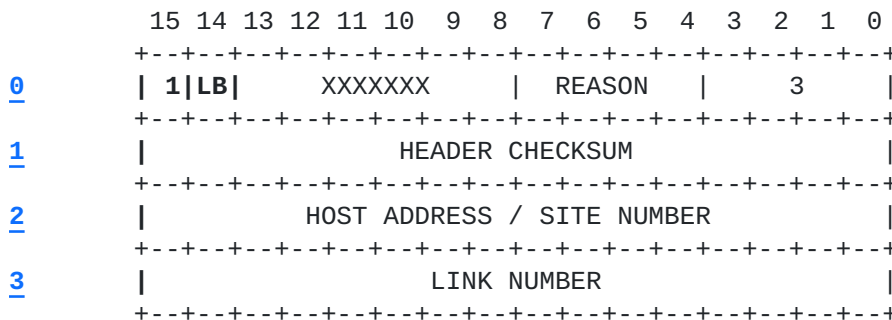 15 14 13 12 11 10  9  8  7  6  5  4  3  2  1  0
+--+--+--+--+--+--+--+--+--+--+--+--+--+--+--+--+
0 | 1|LB|     XXXXXXX     |  REASON   |     3     |
+--+--+--+--+--+--+--+--+--+--+--+--+--+--+--+--+
1 |                HEADER CHECKSUM                |
+--+--+--+--+--+--+--+--+--+--+--+--+--+--+--+--+
2 |          HOST ADDRESS / SITE NUMBER           |
+--+--+--+--+--+--+--+--+--+--+--+--+--+--+--+--+
3 |                  LINK NUMBER                  |
+--+--+--+--+--+--+--+--+--+--+--+--+--+--+--+--+